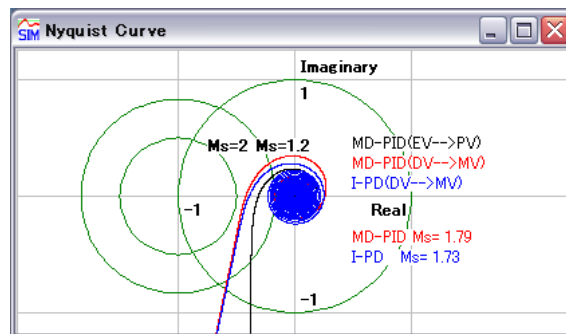 SIM Nyquist Curve
Imaginary
1
Ms=2 Ms=1.2
MD-PID(EV-->PV)
MD-PID(DV-->MV)
I-PD(DV-->MV)
-1
Real
MD-PID Ms= 1.79
I-PD Ms= 1.73
-1